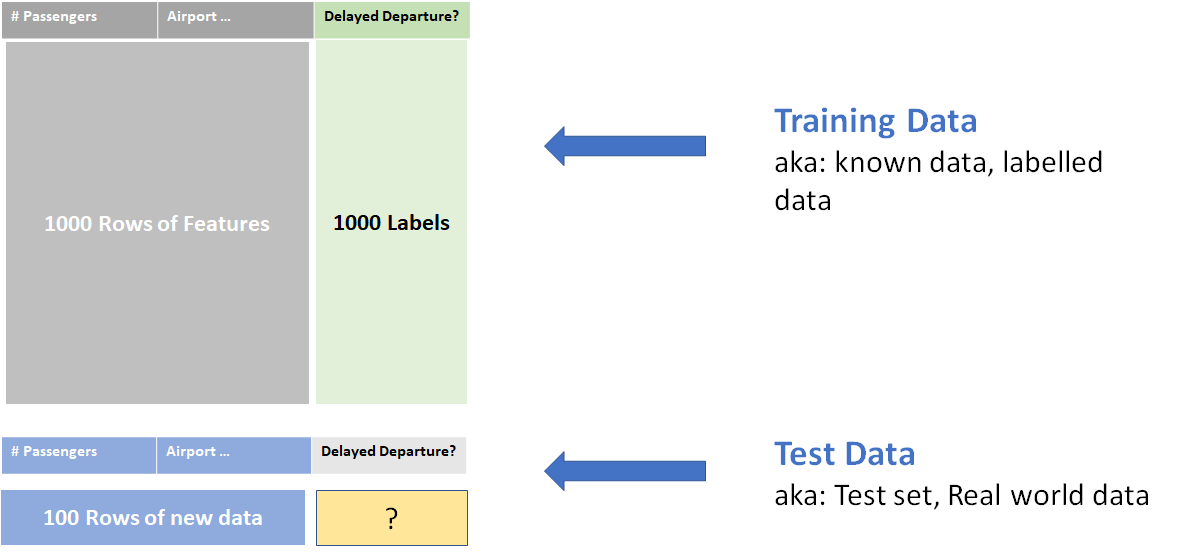 # Passengers Airport ... Delayed Departure?
1000 Rows of Features 1000 Labels
Training Data
aka: known data, labelled
data
# Passengers Airport ... Delayed Departure?
100 Rows of new data ?
Test Data
aka: Test set, Real world data